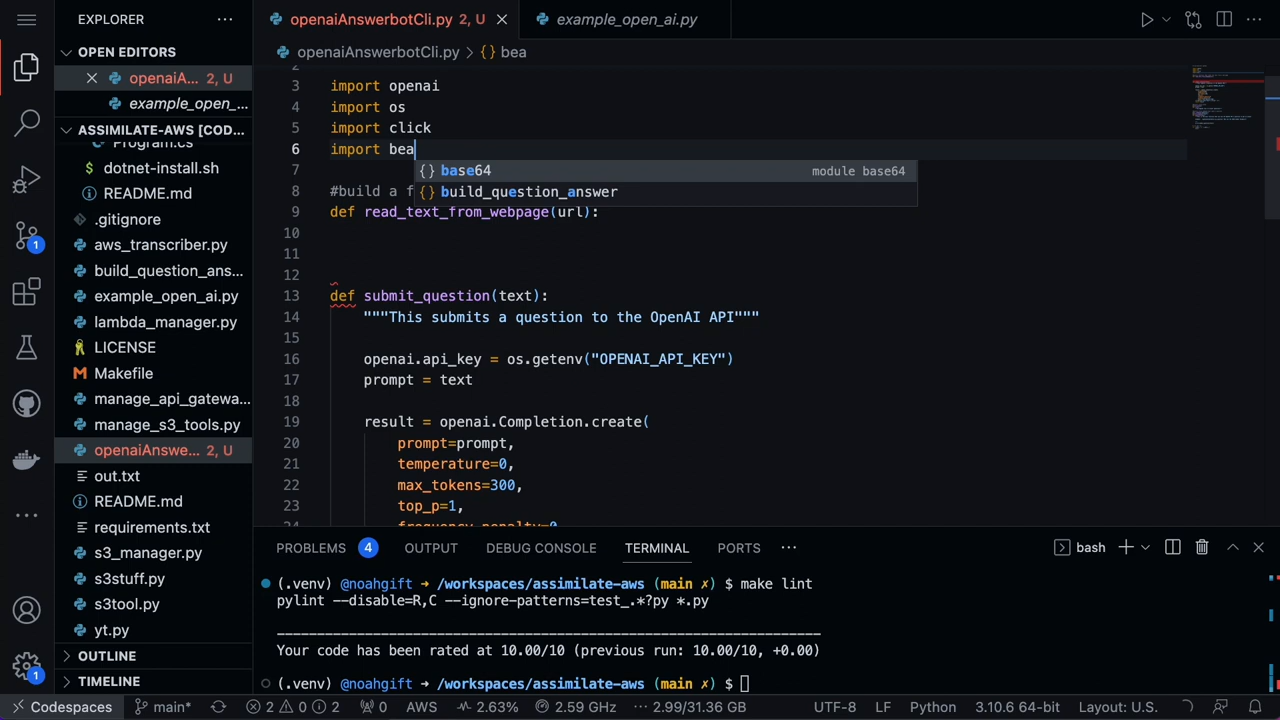 EXPLORER
openaiAnswerbotCli.py 2, U
example_open_ai.py
OPEN EDITORS
openaiA... 2, U
example_open_...
ASSIMILATE-AWS [COD...
Program.cs
dotnet-install.sh
README.md
.gitignore
aws_transcriber.py
build_question_ans...
example_open_ai.py
lambda_manager.py
LICENSE
Makefile
manage_api_gatewa...
manage_s3_tools.py
openaiAnswe... 2, U
out.txt
README.md
requirements.txt
s3_manager.py
s3stuff.py
s3tool.py
yt.py
OUTLINE
TIMELINE
1
1
openaiAnswerbotCli.py > {} bea
2
3 import openai
4 import os
5 import click
6 import bea
{} base64 module base64
{} build_question_answer
7
8 #build a f
9 def read_text_from_webpage(url):
10
11
12
13 def submit_question(text):
14 """This submits a question to the OpenAI API"""
15
16 openai.api_key = os.getenv("OPENAI_API_KEY")
17 prompt = text
18
19 result = openai.Completion.create(
20 prompt=prompt,
21 temperature=0,
22 max_tokens=300,
23 top_p=1,
24 frequency_penalty=0
PROBLEMS 4 OUTPUT DEBUG CONSOLE TERMINAL PORTS ... bash
(.venv) @noahgift → /workspaces/assimilate-aws (main ✗) $ make lint
pylint --disable=R,C --ignore-patterns=test_.*?py *.py
--------------------------------------------------------------------
Your code has been rated at 10.00/10 (previous run: 10.00/10, +0.00)
(.venv) @noahgift → /workspaces/assimilate-aws (main ✗) $
Codespaces main* 2 0 2 0 AWS 2.63% 2.59 GHz ... 2.99/31.36 GB UTF-8 LF Python 3.10.6 64-bit Layout: U.S.